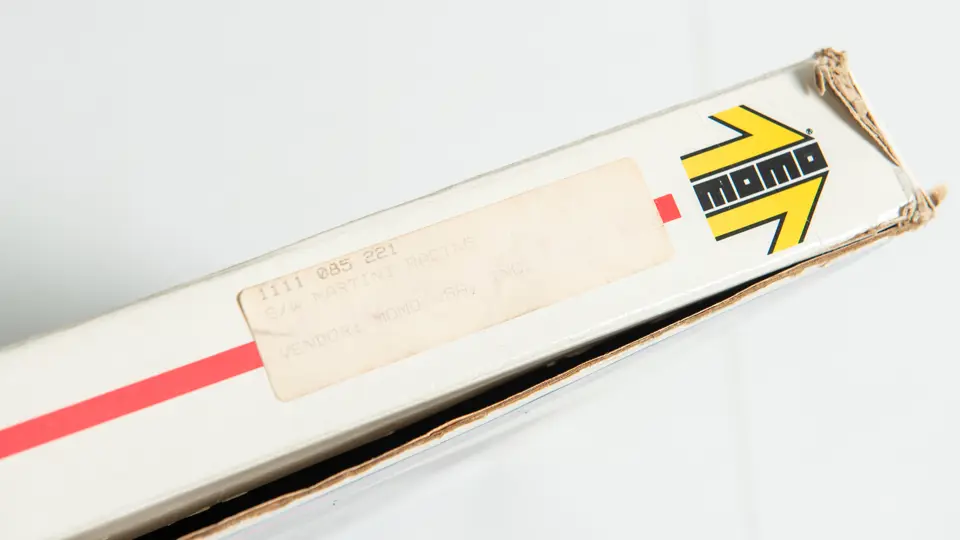 1111 085 221
S/W MARTINI RACING
VENDOR: MOMO
momo®